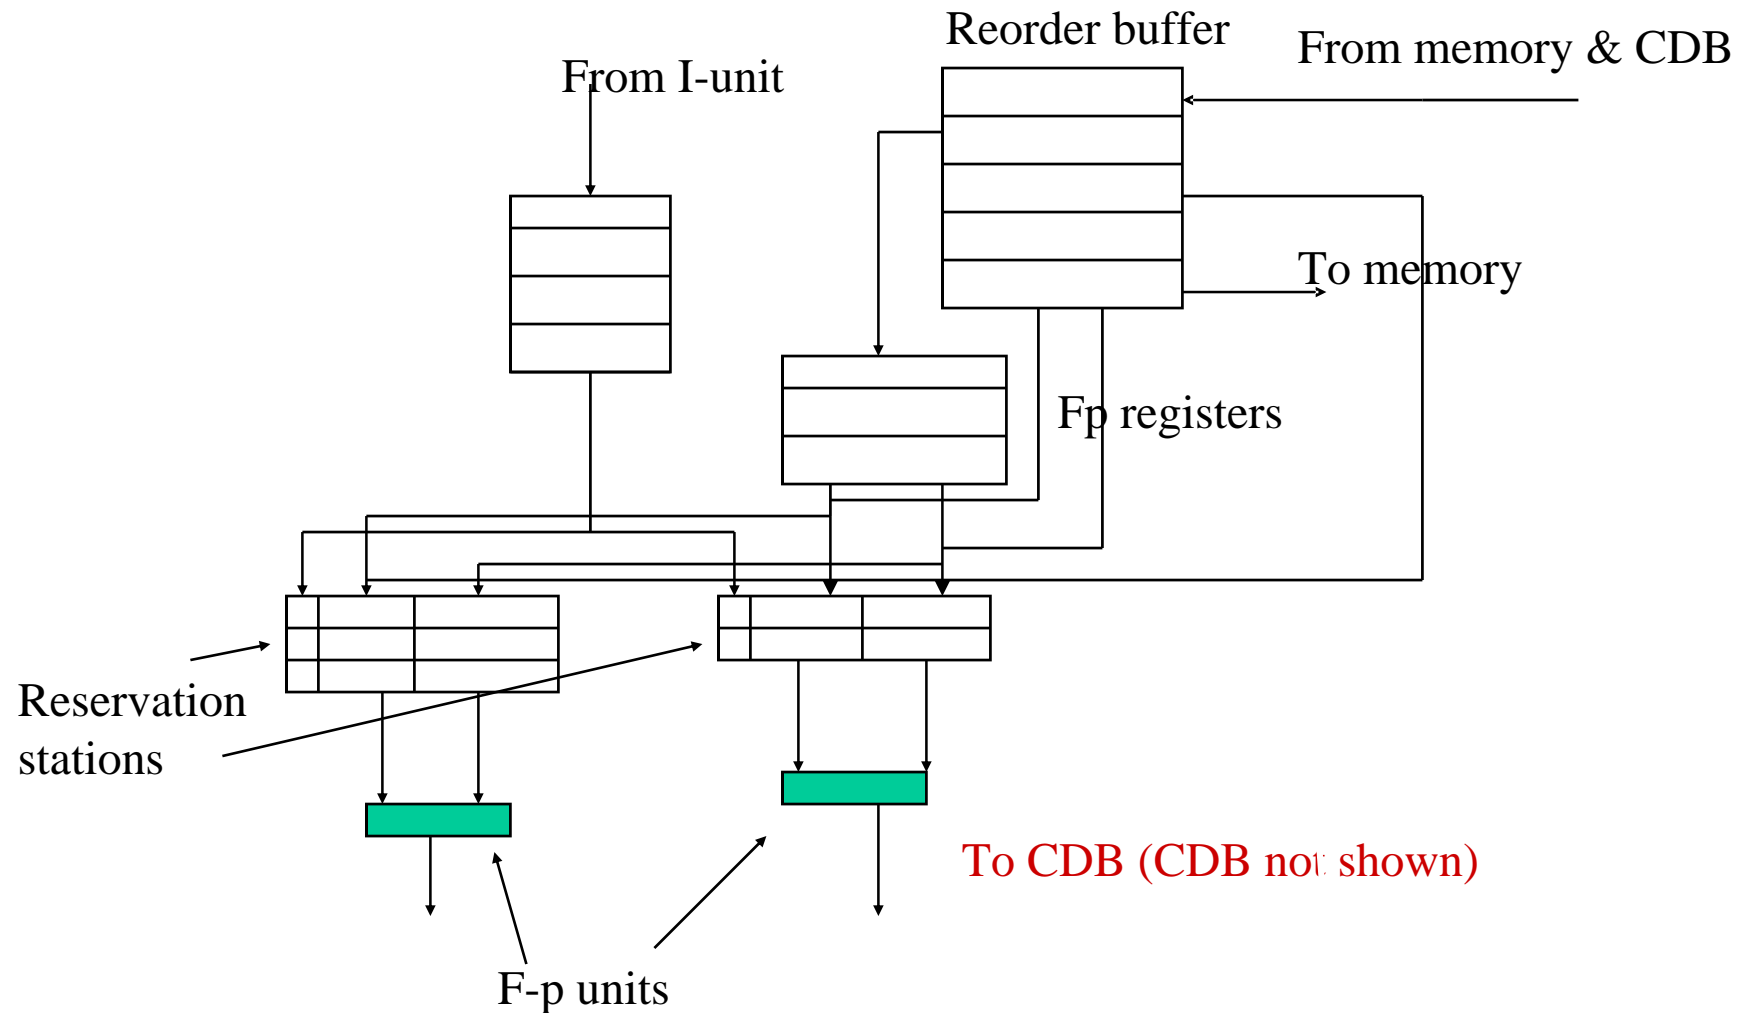 Reorder buffer
From memory & CDB
From I-unit
To memory
Fp registers
Reservation
stations
To CDB (CDB not shown)
F-p units